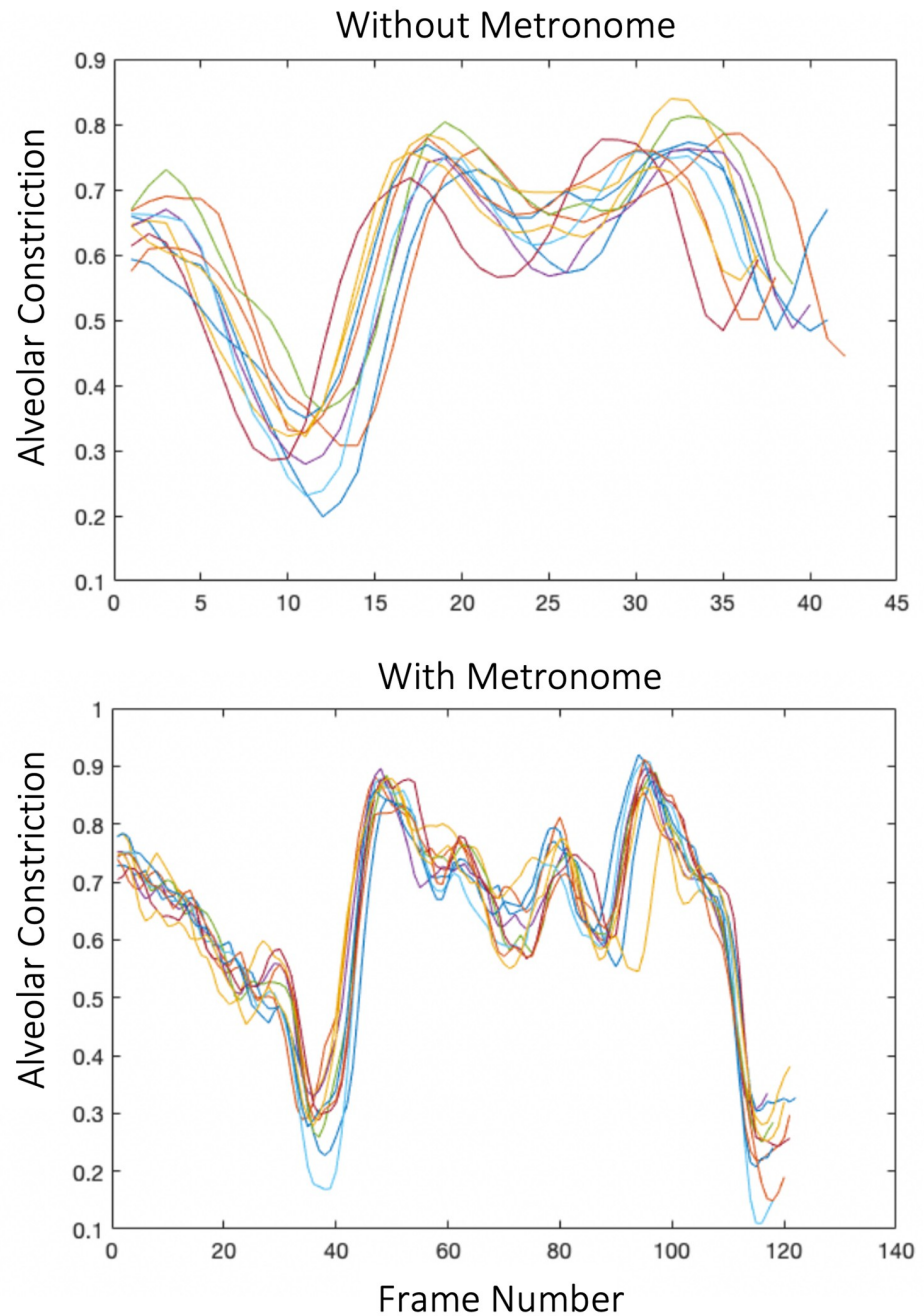 Without Metronome
Alveolar Constriction
0.9
0.8
0.7
0.6
0.5
0.4
0.3
0.2
0.1
0 5 10 15 20 25 30 35 40 45
With Metronome
Alveolar Constriction
1
0.9
0.8
0.7
0.6
0.5
0.4
0.3
0.2
0.1
0 20 40 60 80 100 120 140
Frame Number